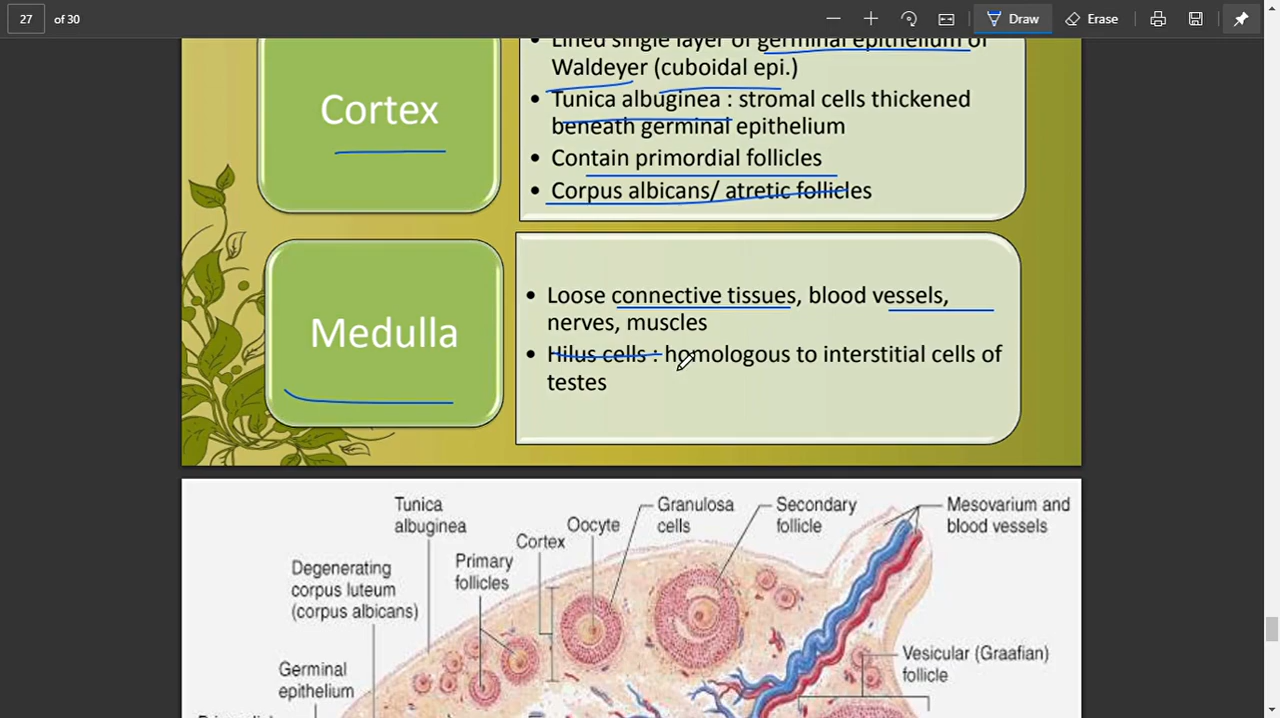 27 of 30
Draw
Erase
Lined single layer of germinal epithelium of
Waldeyer (cuboidal epi.)
Cortex
• Tunica albuginea : stromal cells thickened
beneath germinal epithelium
• Contain primordial follicles
• Corpus albicans/ atretic follicles
Medulla
• Loose connective tissues, blood vessels,
nerves, muscles
• Hilus cells : homologous to interstitial cells of
testes
Tunica
albuginea
Granulosa
cells
Secondary
follicle
Mesovarium and
blood vessels
Oocyte
Cortex
Primary
follicles
Degenerating
corpus luteum
(corpus albicans)
Germinal
epithelium
Vesicular (Graafian)
follicle